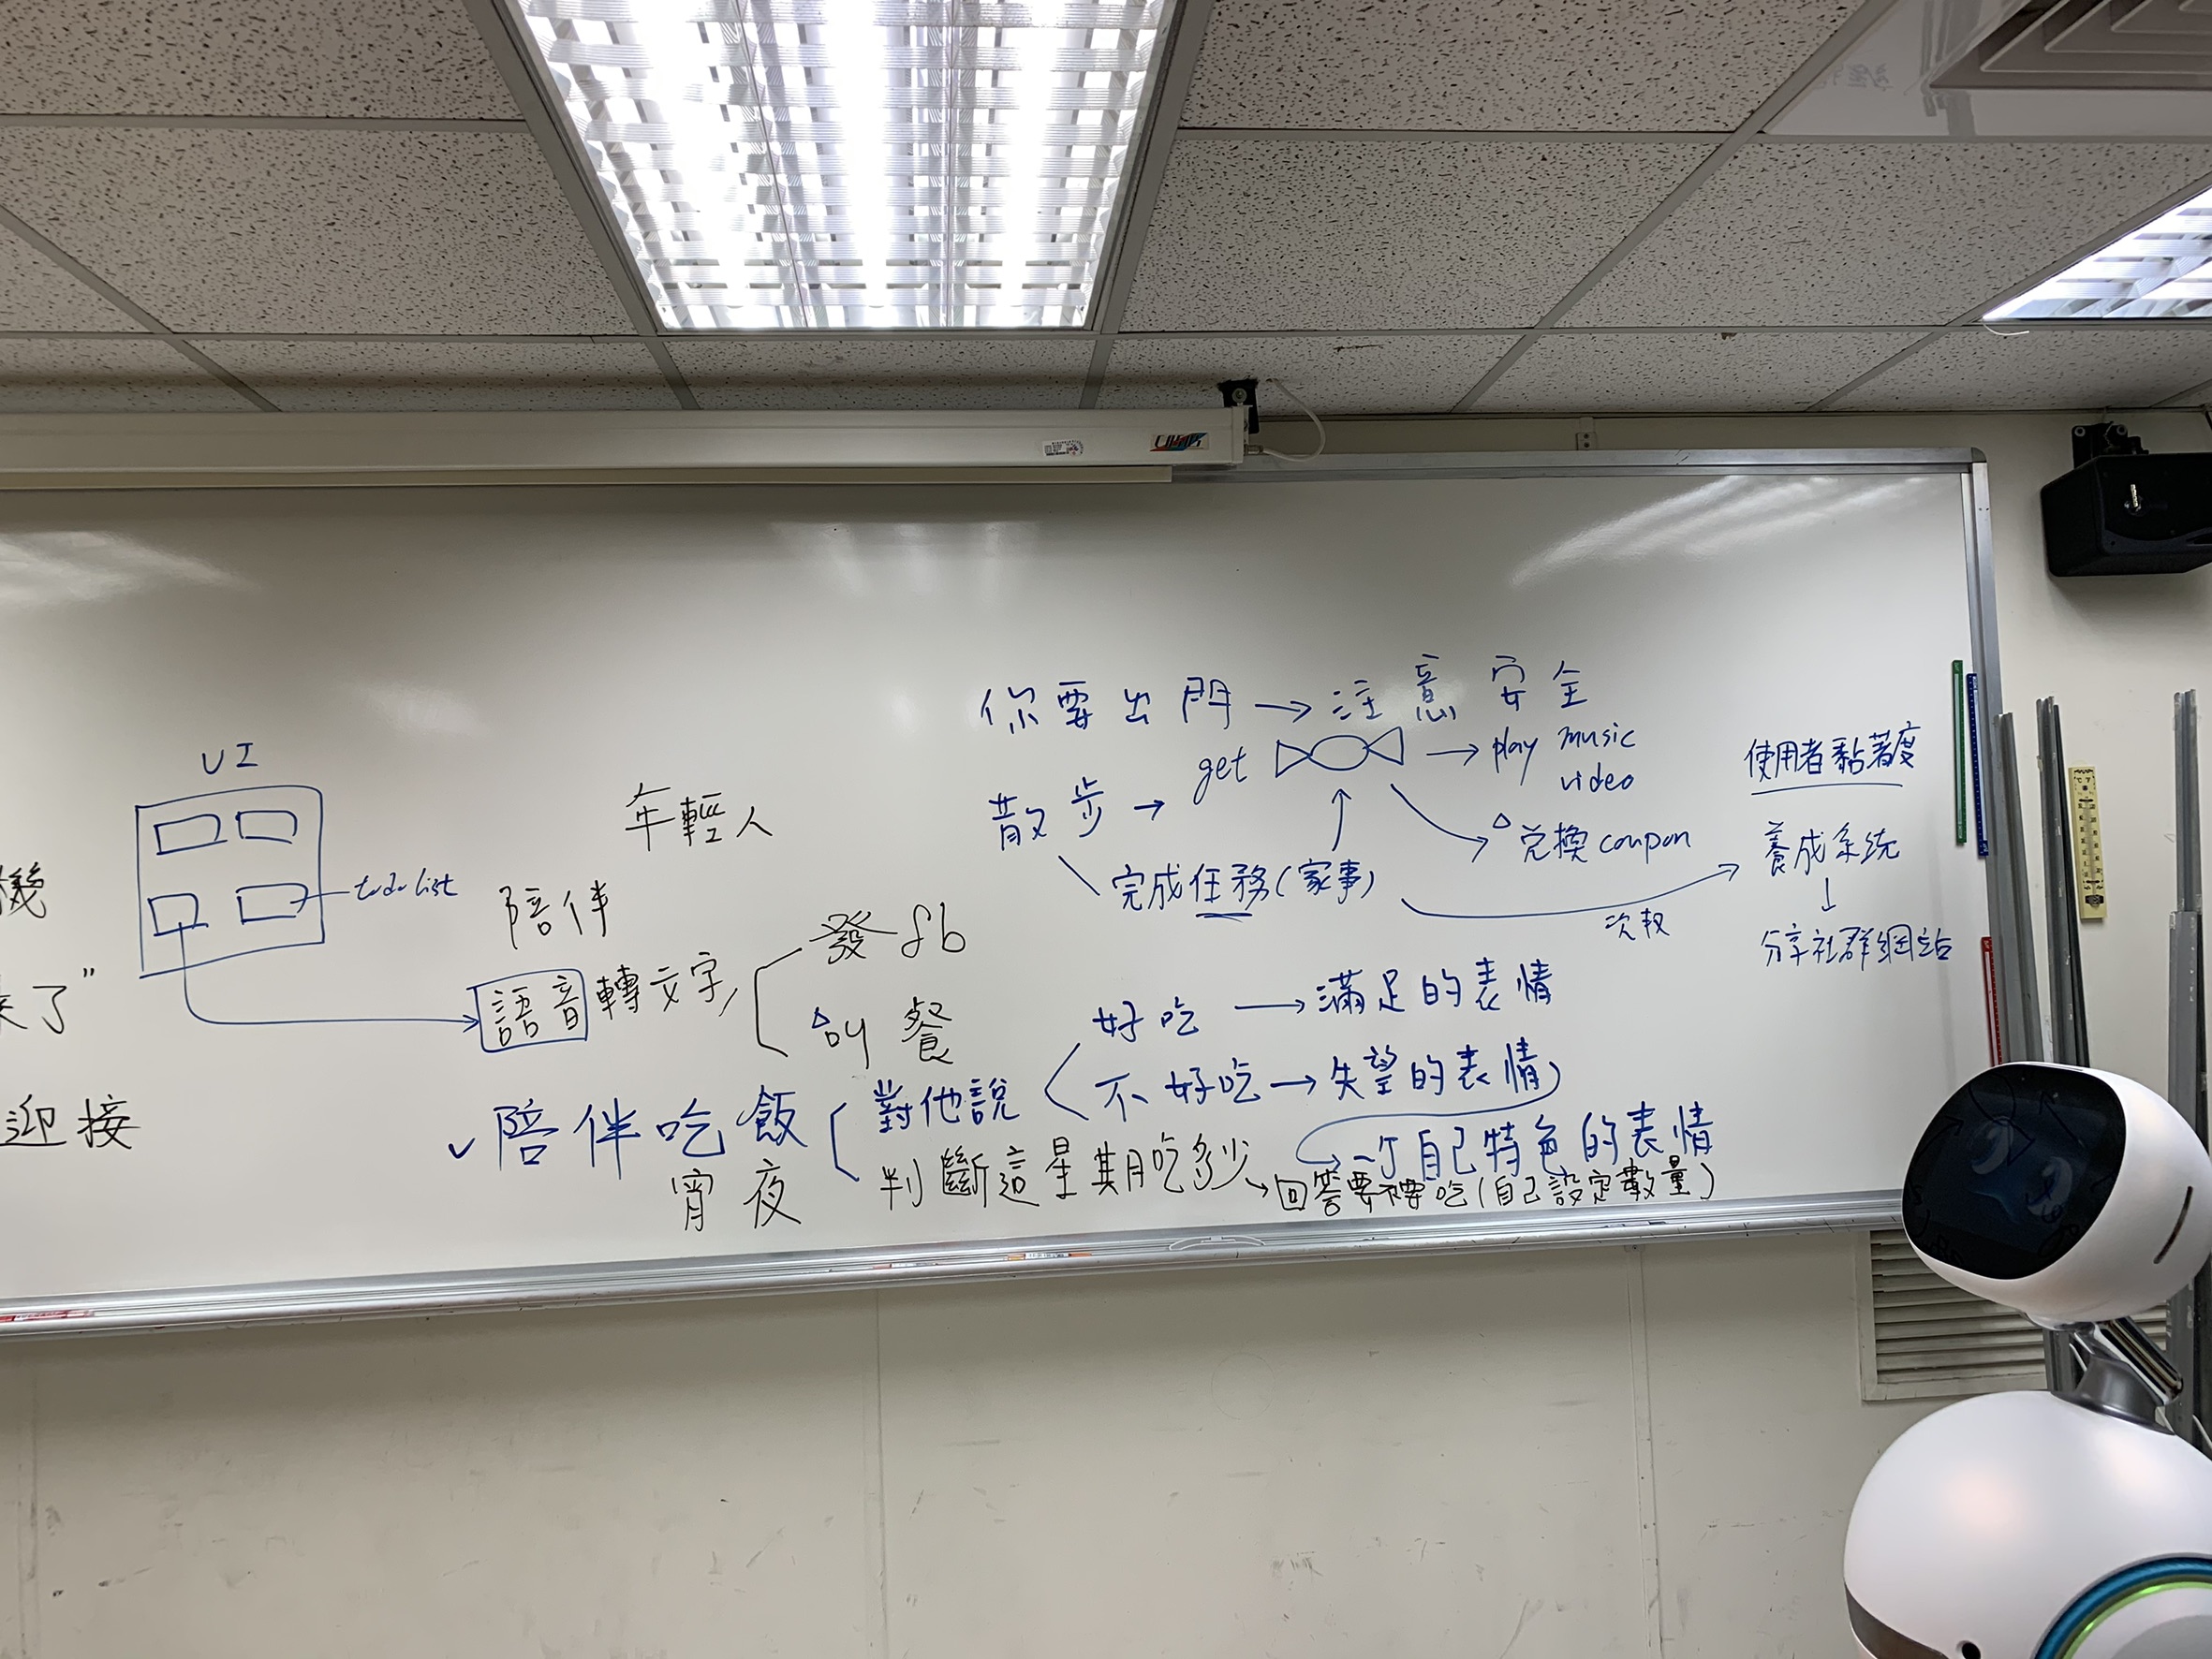 機
來了"
迎接
UI
todo list
年輕人
陪伴
語音轉文字
發 fb
△叫餐
✓陪伴吃飯
宵夜
對他說
好吃 → 滿足的表情
不好吃 → 失望的表情
一個自己特色的表情
判斷這星期吃多少 → 回答要不要吃(自己設定數量)
你要出門 → 注意安全
散步 → get → play music
video
△兌換 coupon
完成任務(家事)
次數
使用者黏著度
養成系統
↓
分享社群網站